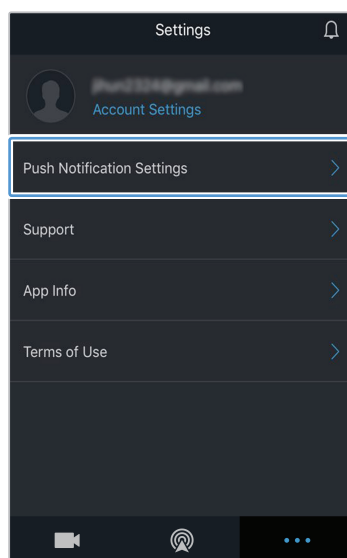 Settings
Account Settings
Push Notification Settings
Support
App Info
Terms of Use